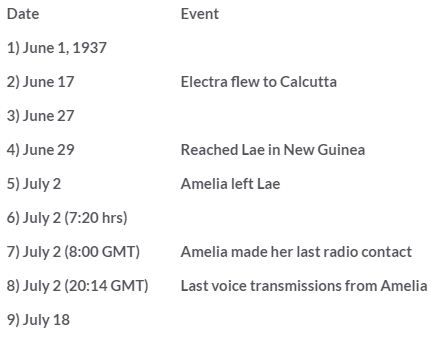 Date Event
1) June 1, 1937
2) June 17 Electra flew to Calcutta
3) June 27
4) June 29 Reached Lae in New Guinea
5) July 2 Amelia left Lae
6) July 2 (7:20 hrs)
7) July 2 (8:00 GMT) Amelia made her last radio contact
8) July 2 (20:14 GMT) Last voice transmissions from Amelia
9) July 18